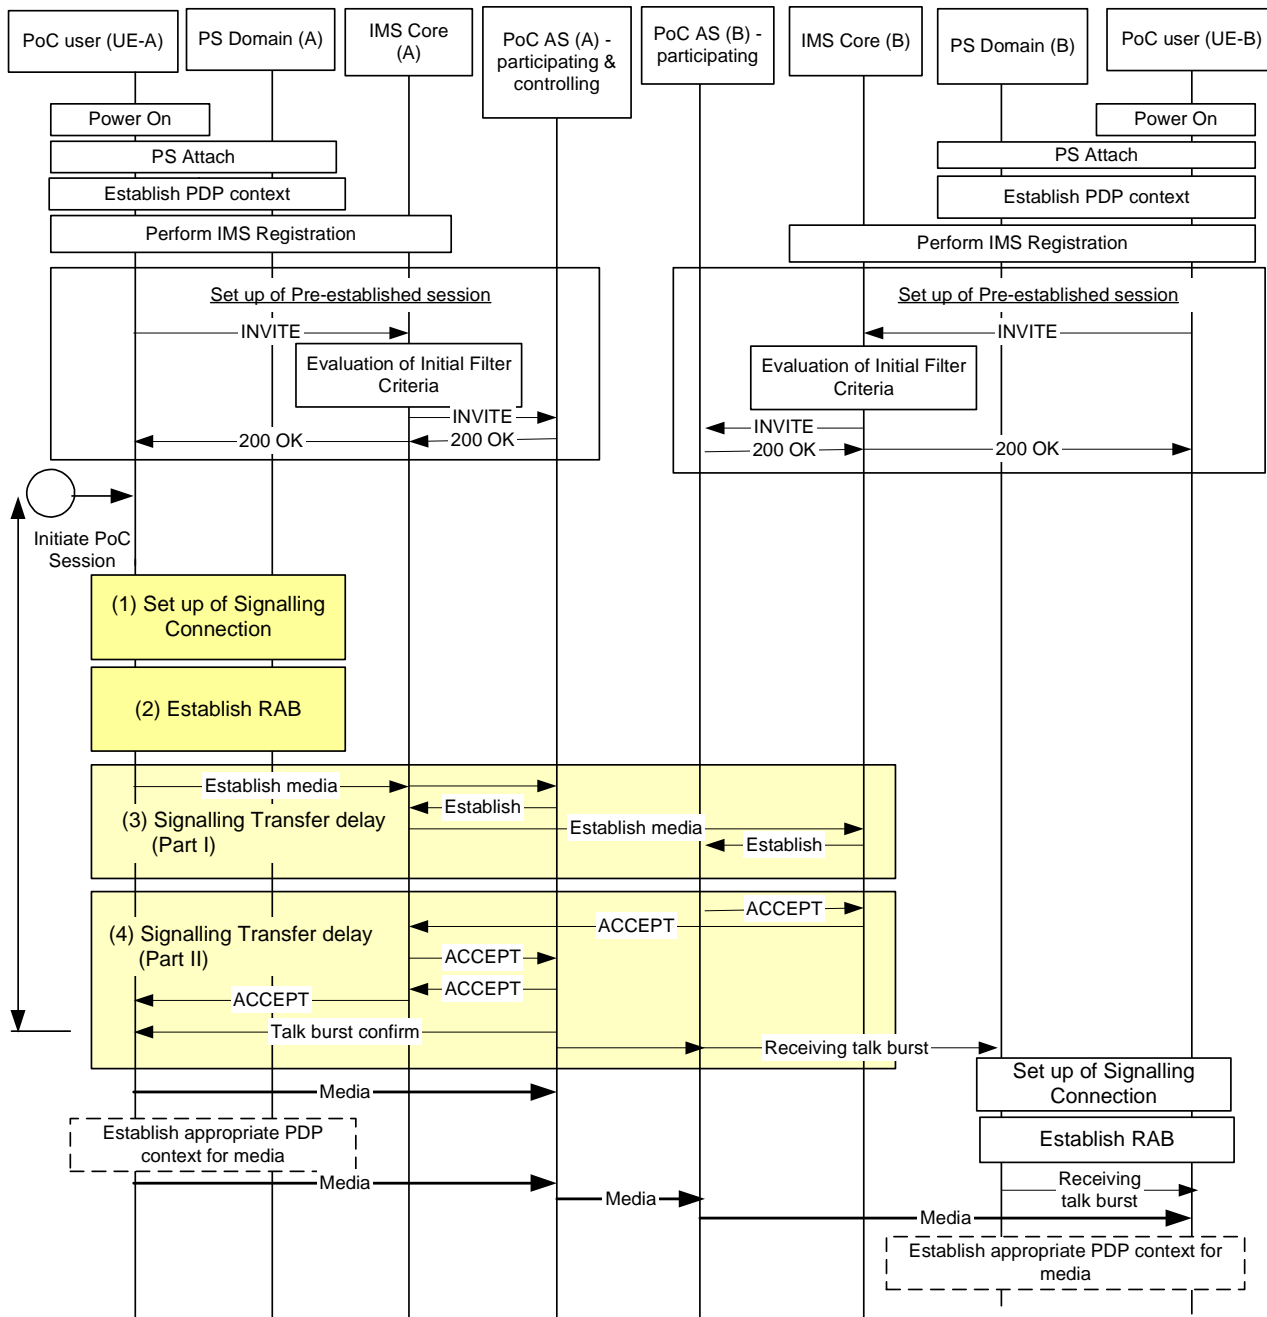 PoC user (UE-A)
PS Domain (A)
IMS Core
(A)
PoC AS (A) -
participating &
controlling
PoC AS (B) -
participating
IMS Core (B)
PS Domain (B)
PoC user (UE-B)
Power On
Power On
PS Attach
PS Attach
Establish PDP context
Establish PDP context
Perform IMS Registration
Perform IMS Registration
Set up of Pre-established session
Set up of Pre-established session
INVITE
INVITE
Evaluation of Initial Filter
Criteria
Evaluation of Initial Filter
Criteria
INVITE
INVITE
200 OK
200 OK
200 OK
200 OK
Initiate PoC
Session
(1) Set up of Signalling
Connection
(2) Establish RAB
Establish media
Establish
(3) Signalling Transfer delay
(Part I)
Establish media
Establish
ACCEPT
ACCEPT
(4) Signalling Transfer delay
(Part II)
ACCEPT
ACCEPT
ACCEPT
Talk burst confirm
Receiving talk burst
Set up of Signalling
Connection
Media
Establish appropriate PDP
context for media
Establish RAB
Media
Receiving
talk burst
Media
Media
Establish appropriate PDP context for
media